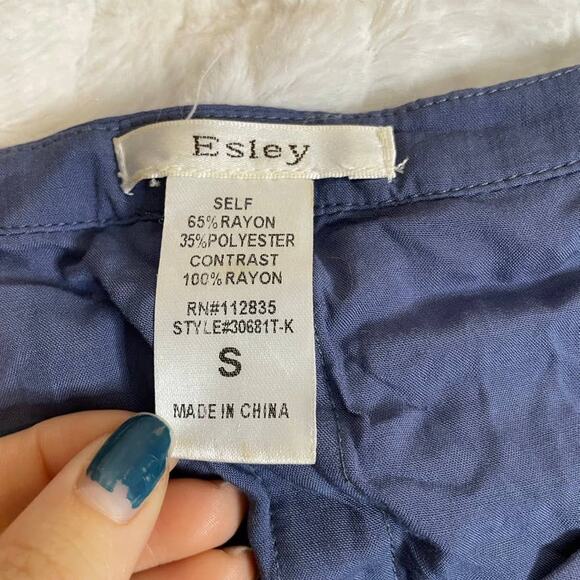 Esley
SELF
65%RAYON
35%POLYESTER
CONTRAST
100%RAYON
RN#112835
STYLE#30681T-K
S
MADE IN CHINA